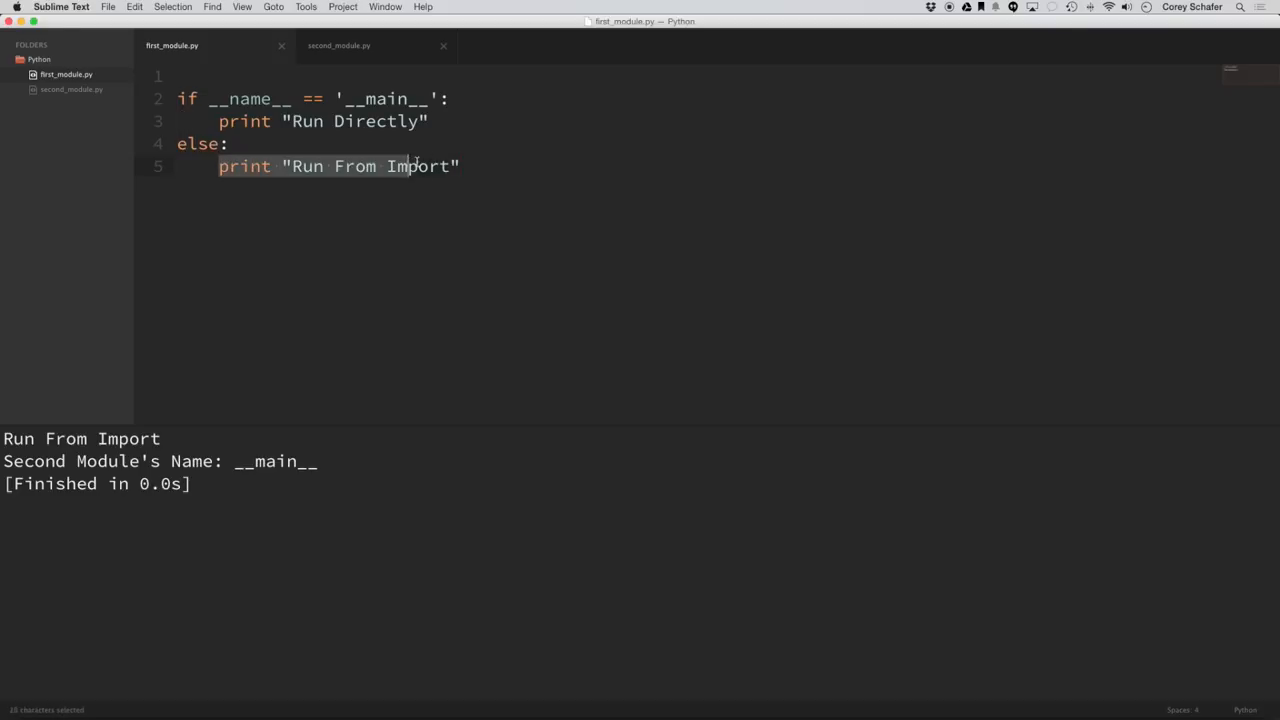 Sublime Text File Edit Selection Find View Goto Tools Project Window Help Corey Schafer
first_module.py — Python
FOLDERS
Python
first_module.py
second_module.py
first_module.py × second_module.py ×
1
2 if __name__ == '__main__':
3 print "Run Directly"
4 else:
5 print "Run From Import"
Run From Import
Second Module's Name: __main__
[Finished in 0.0s]
characters selected Spaces: 4 Python